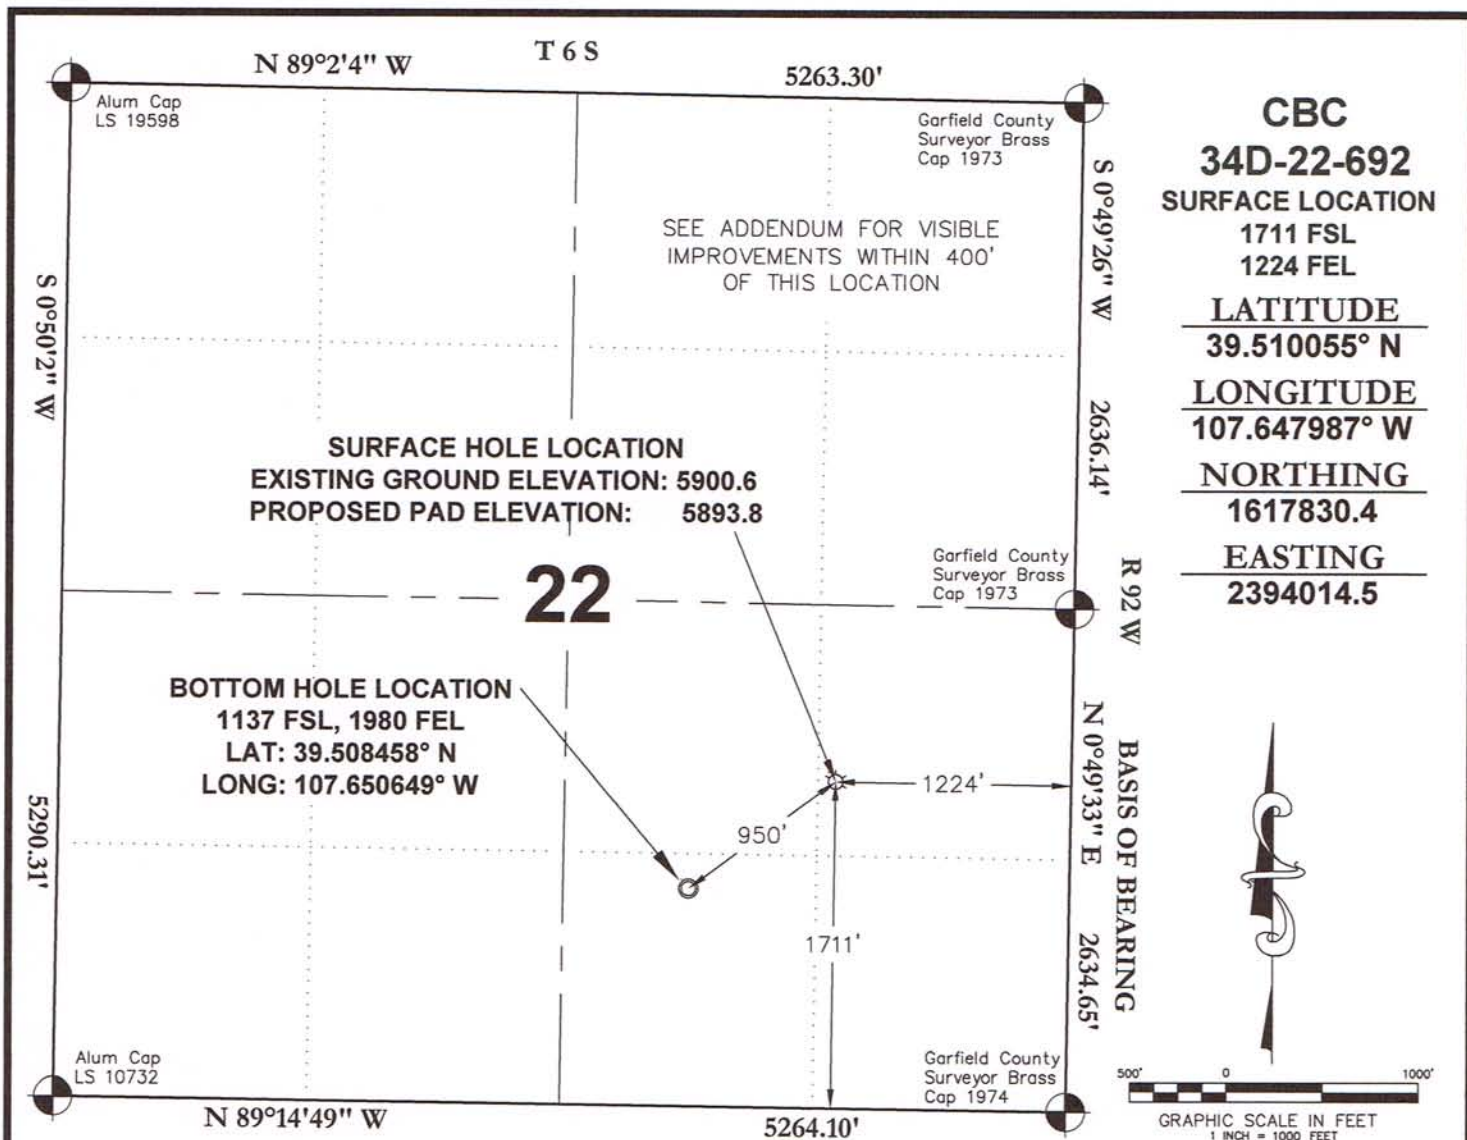 T 6 S
N 89°2'4" W
5263.30'
Alum Cap
LS 19598
Garfield County
Surveyor Brass
Cap 1973
SEE ADDENDUM FOR VISIBLE
IMPROVEMENTS WITHIN 400'
OF THIS LOCATION
S 0°50'2" W
5290.31'
S 0°49'26" W
2636.14'
SURFACE HOLE LOCATION
EXISTING GROUND ELEVATION: 5900.6
PROPOSED PAD ELEVATION: 5893.8
22
Garfield County
Surveyor Brass
Cap 1973
R 92 W
BOTTOM HOLE LOCATION
1137 FSL, 1980 FEL
LAT: 39.508458° N
LONG: 107.650649° W
1224'
950'
1711'
N 0°49'33" E
2634.65'
BASIS OF BEARING
Alum Cap
LS 10732
Garfield County
Surveyor Brass
Cap 1974
N 89°14'49" W
5264.10'
CBC
34D-22-692
SURFACE LOCATION
1711 FSL
1224 FEL
LATITUDE
39.510055° N
LONGITUDE
107.647987° W
NORTHING
1617830.4
EASTING
2394014.5
500' 0 1000'
GRAPHIC SCALE IN FEET
1 INCH = 1000 FEET